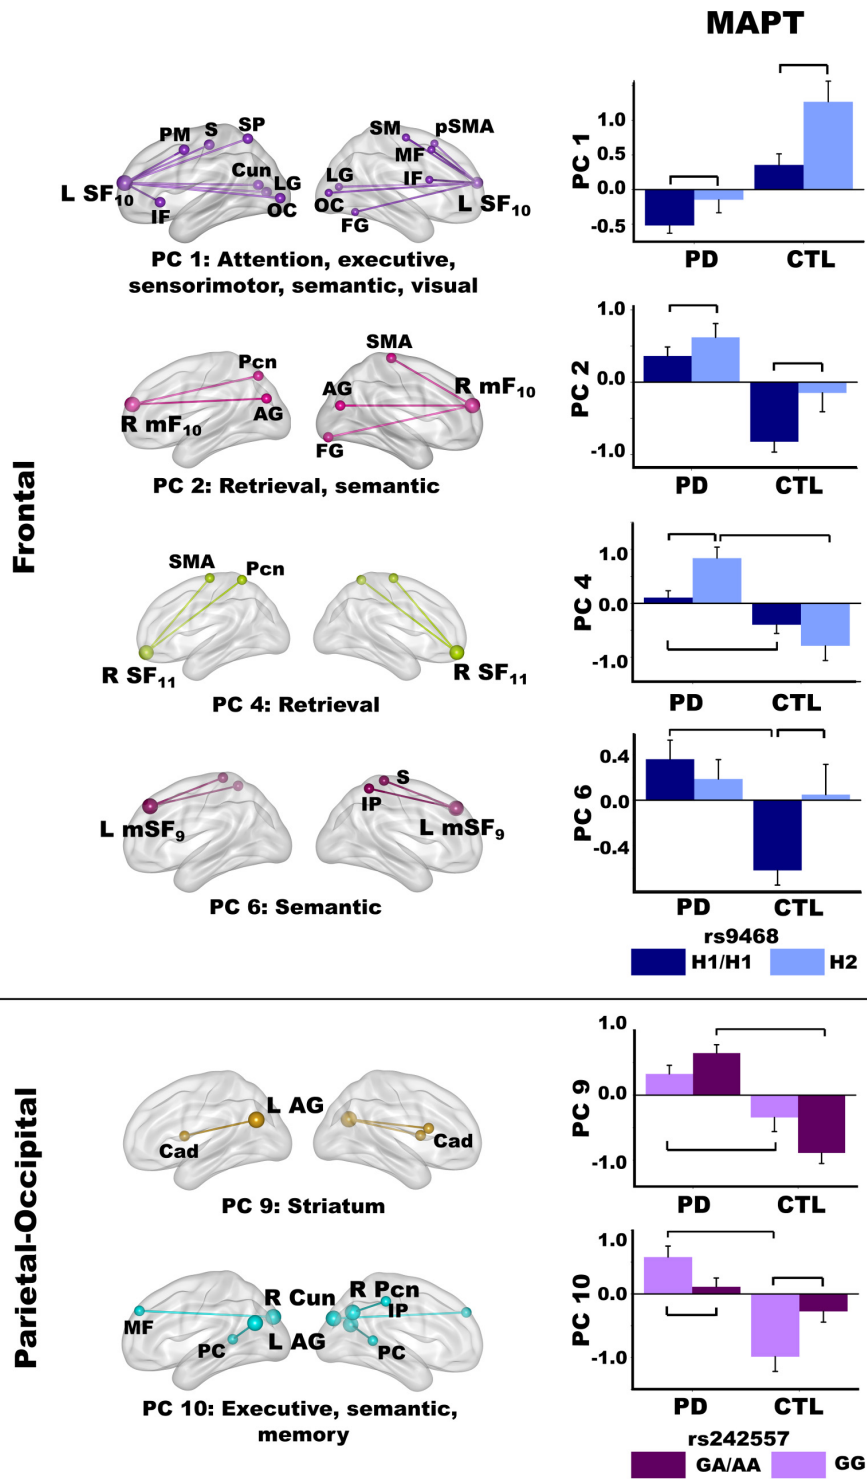 MAPT
Frontal
PM
S
SP
L SF10
IF
Cun
LG
OC
SM
pSMA
MF
LG
IF
OC
FG
L SF10
PC 1: Attention, executive,
sensorimotor, semantic, visual
PC 1
1.0
0.5
0.0
-0.5
PD
CTL
Pcn
R mF10
AG
SMA
AG
R mF10
FG
PC 2: Retrieval, semantic
PC 2
1.0
0.0
-1.0
PD
CTL
SMA
Pcn
R SF11
R SF11
PC 4: Retrieval
PC 4
1.0
0.0
-1.0
PD
CTL
L mSF9
S
IP
L mSF9
PC 6: Semantic
PC 6
0.4
0.0
-0.4
PD
CTL
rs9468
H1/H1
H2
Parietal-Occipital
L AG
Cad
Cad
PC 9: Striatum
PC 9
1.0
0.0
-1.0
PD
CTL
MF
R Cun
PC
L AG
R Pcn
IP
PC
PC 10: Executive, semantic,
memory
PC 10
1.0
0.0
-1.0
PD
CTL
rs242557
GA/AA
GG